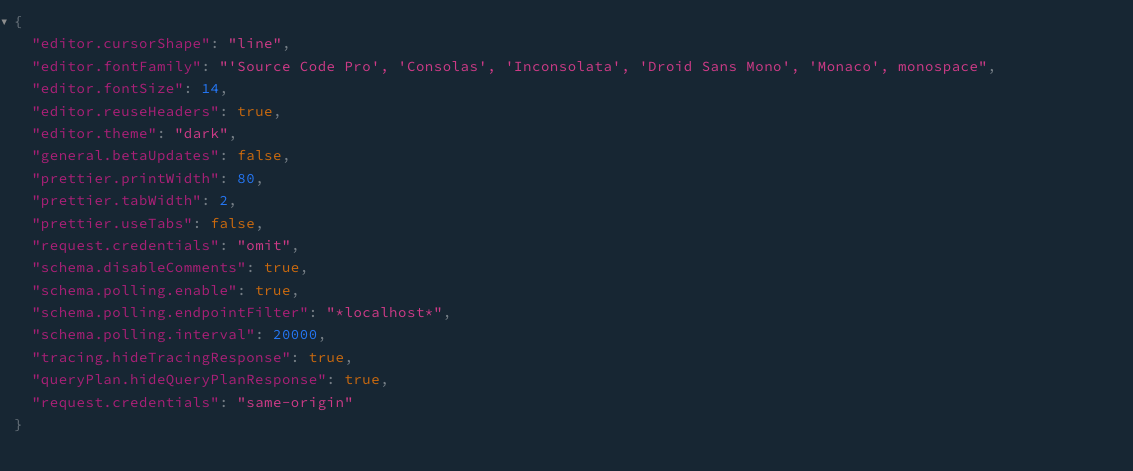 {
"editor.cursorShape": "line",
"editor.fontFamily": "'Source Code Pro', 'Consolas', 'Inconsolata', 'Droid Sans Mono', 'Monaco', monospace",
"editor.fontSize": 14,
"editor.reuseHeaders": true,
"editor.theme": "dark",
"general.betaUpdates": false,
"prettier.printWidth": 80,
"prettier.tabWidth": 2,
"prettier.useTabs": false,
"request.credentials": "omit",
"schema.disableComments": true,
"schema.polling.enable": true,
"schema.polling.endpointFilter": "*localhost*",
"schema.polling.interval": 20000,
"tracing.hideTracingResponse": true,
"queryPlan.hideQueryPlanResponse": true,
"request.credentials": "same-origin"
}